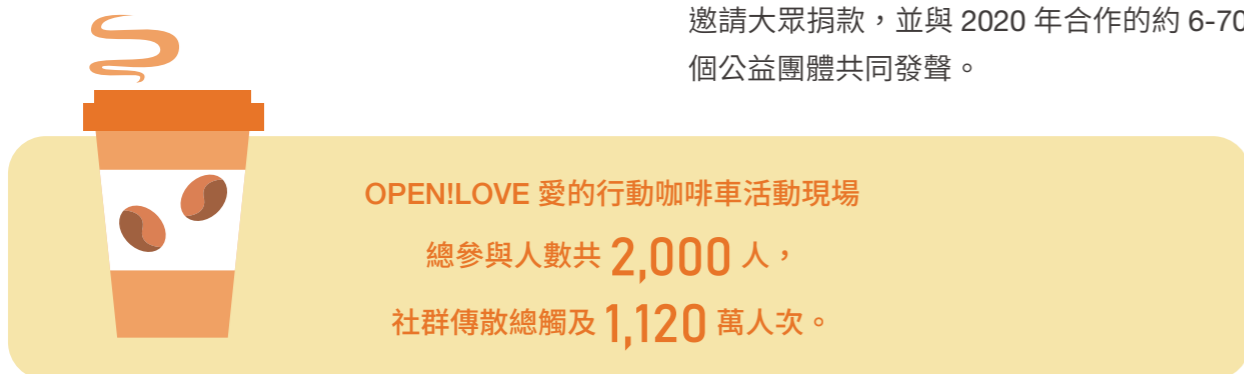 邀請大眾捐款，並與 2020 年合作的約 6-70
個公益團體共同發聲。
OPEN!LOVE 愛的行動咖啡車活動現場
總參與人數共 2,000 人，
社群傳散總觸及 1,120 萬人次。